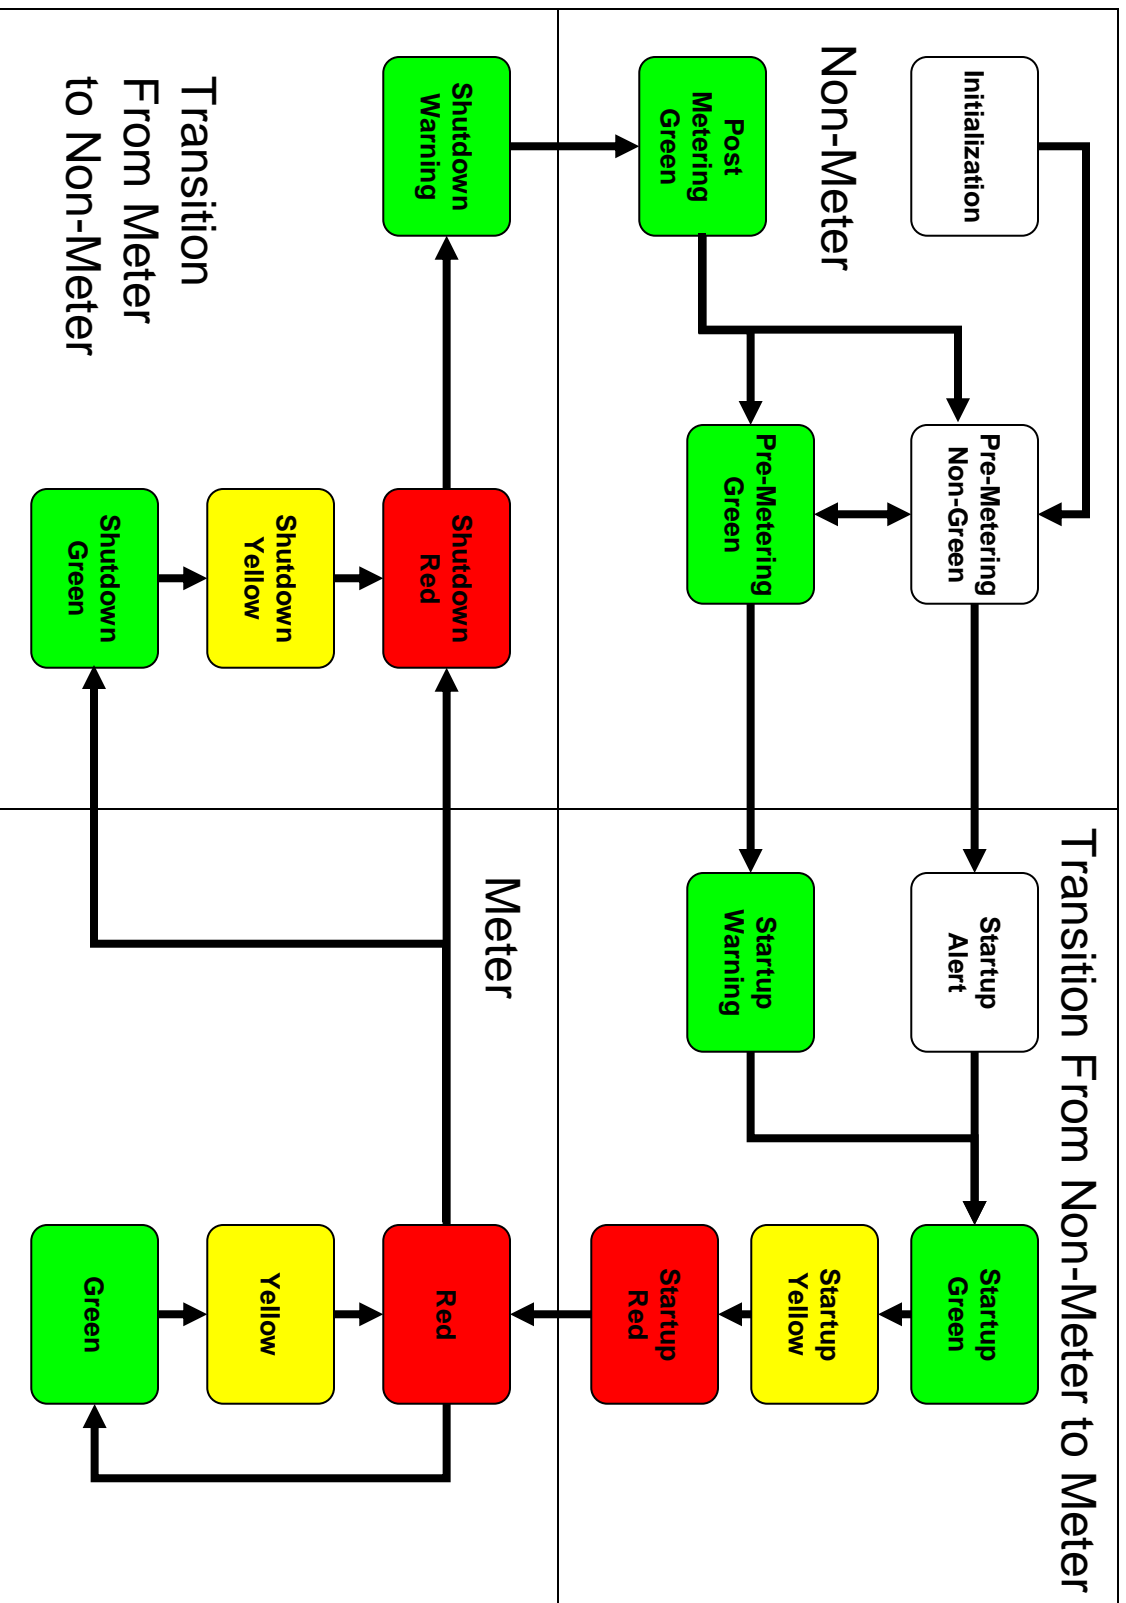 Non-Meter
Initialization
Pre-Metering
Non-Green
Post
Metering
Green
Pre-Metering
Green
Transition From Non-Meter to Meter
Startup
Alert
Startup
Warning
Startup
Green
Startup
Yellow
Startup
Red
Transition
From Meter
to Non-Meter
Shutdown
Warning
Shutdown
Red
Shutdown
Yellow
Shutdown
Green
Meter
Red
Yellow
Green